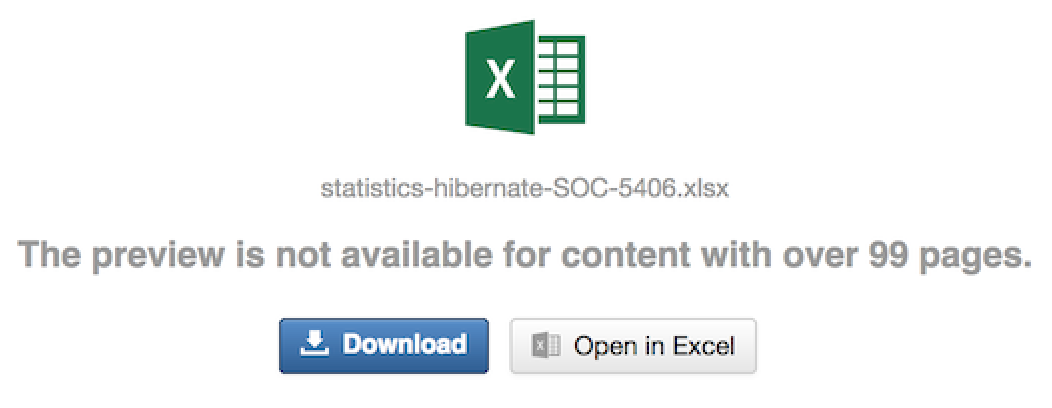 X
statistics-hibernate-SOC-5406.xlsx
The preview is not available for content with over 99 pages.
Download
Open in Excel